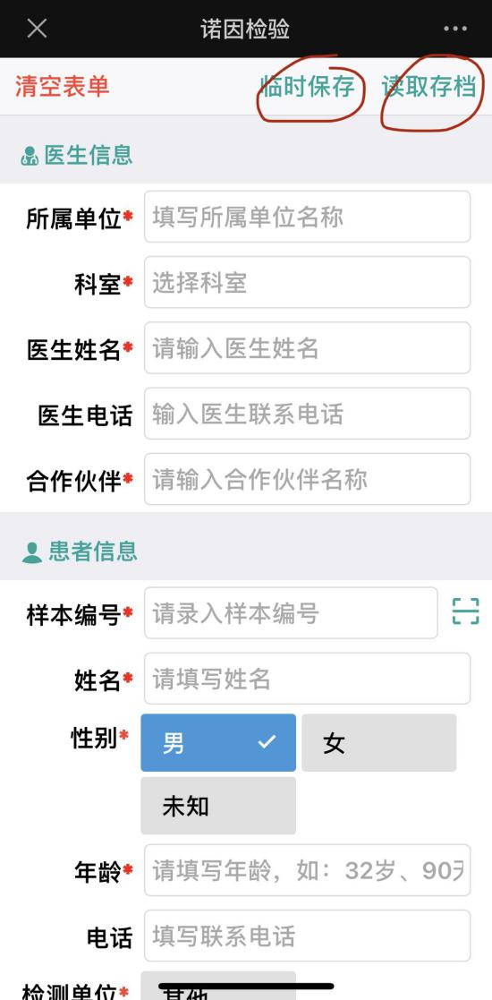 诺因检验
清空表单 临时保存 读取存档
医生信息
所属单位* 填写所属单位名称
科室* 选择科室
医生姓名* 请输入医生姓名
医生电话 输入医生联系电话
合作伙伴* 请输入合作伙伴名称
患者信息
样本编号* 请录入样本编号
姓名* 请填写姓名
性别* 男 女
未知
年龄* 请填写年龄，如：32岁、90天
电话 填写联系电话
检测单位* 其他